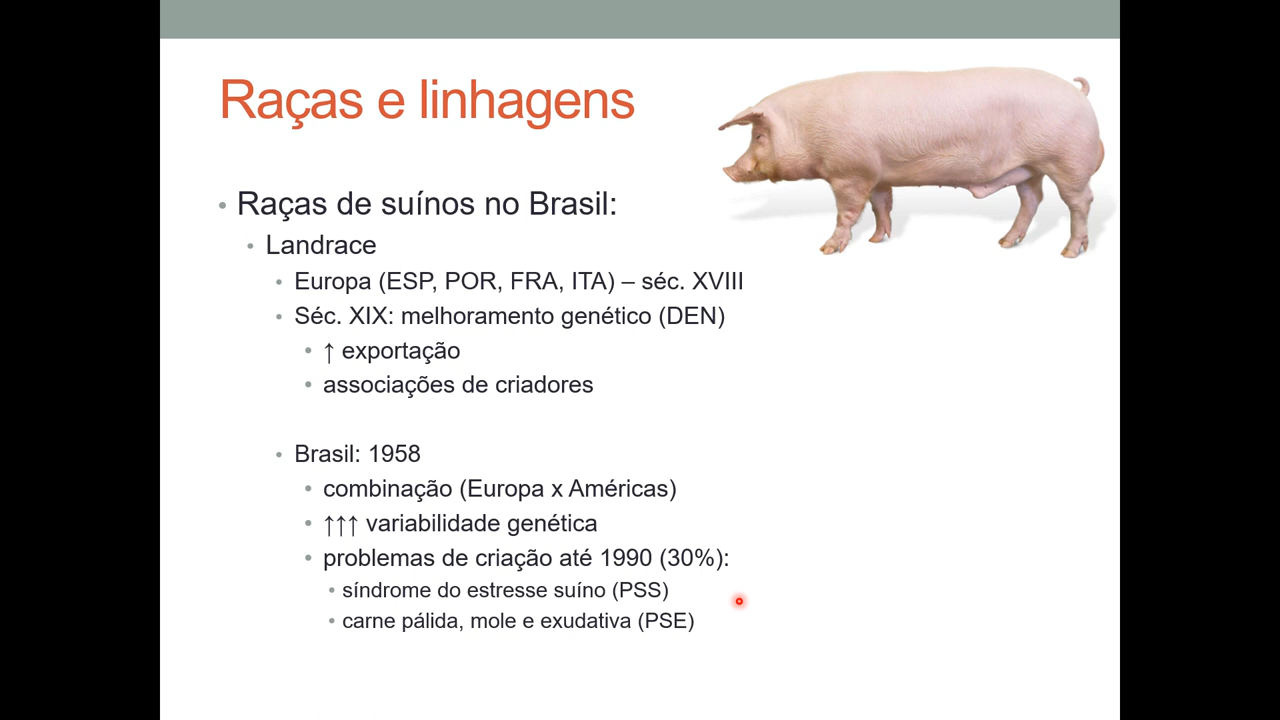 Raças e linhagens
• Raças de suínos no Brasil:
• Landrace
• Europa (ESP, POR, FRA, ITA) – séc. XVIII
• Séc. XIX: melhoramento genético (DEN)
• ↑ exportação
• associações de criadores
• Brasil: 1958
• combinação (Europa x Américas)
• ↑↑↑ variabilidade genética
• problemas de criação até 1990 (30%):
• síndrome do estresse suíno (PSS)
• carne pálida, mole e exudativa (PSE)